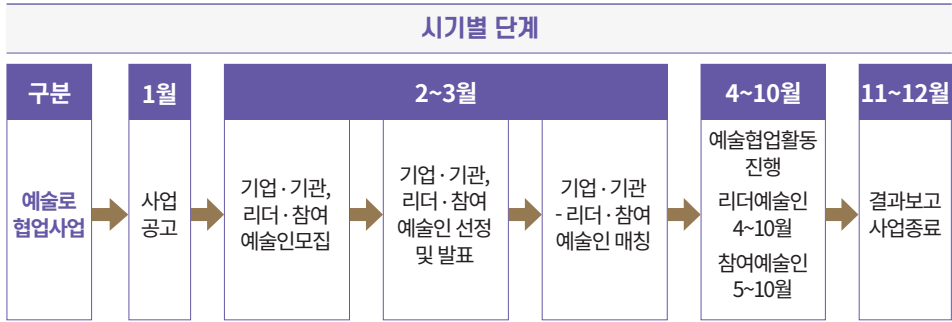 시기별 단계
구분
1월
2~3월
4~10월
11~12월
예술로
협업사업
사업
공고
기업·기관,
리더·참여
예술인모집
기업·기관,
리더·참여
예술인 선정
및 발표
기업·기관
- 리더·참여
예술인 매칭
예술협업활동
진행
리더예술인
4~10월
참여예술인
5~10월
결과보고
사업종료